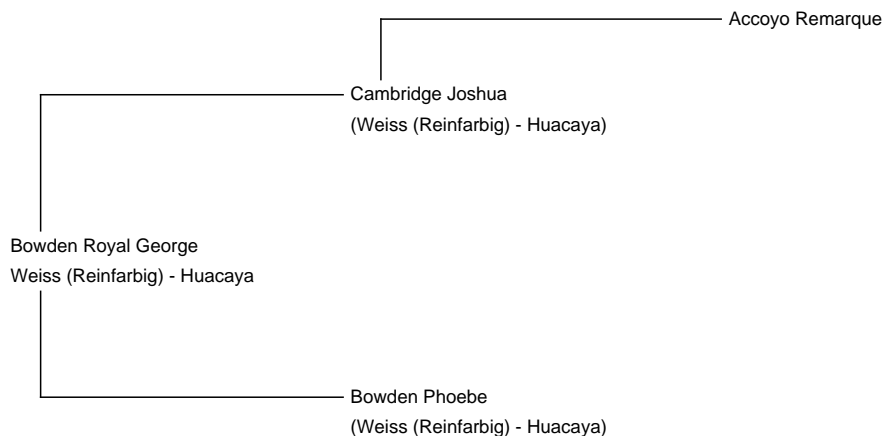 Accoyo Remarque
Cambridge Joshua
(Weiss (Reinfarbig) - Huacaya)
Bowden Royal George
Weiss (Reinfarbig) - Huacaya
Bowden Phoebe
(Weiss (Reinfarbig) - Huacaya)